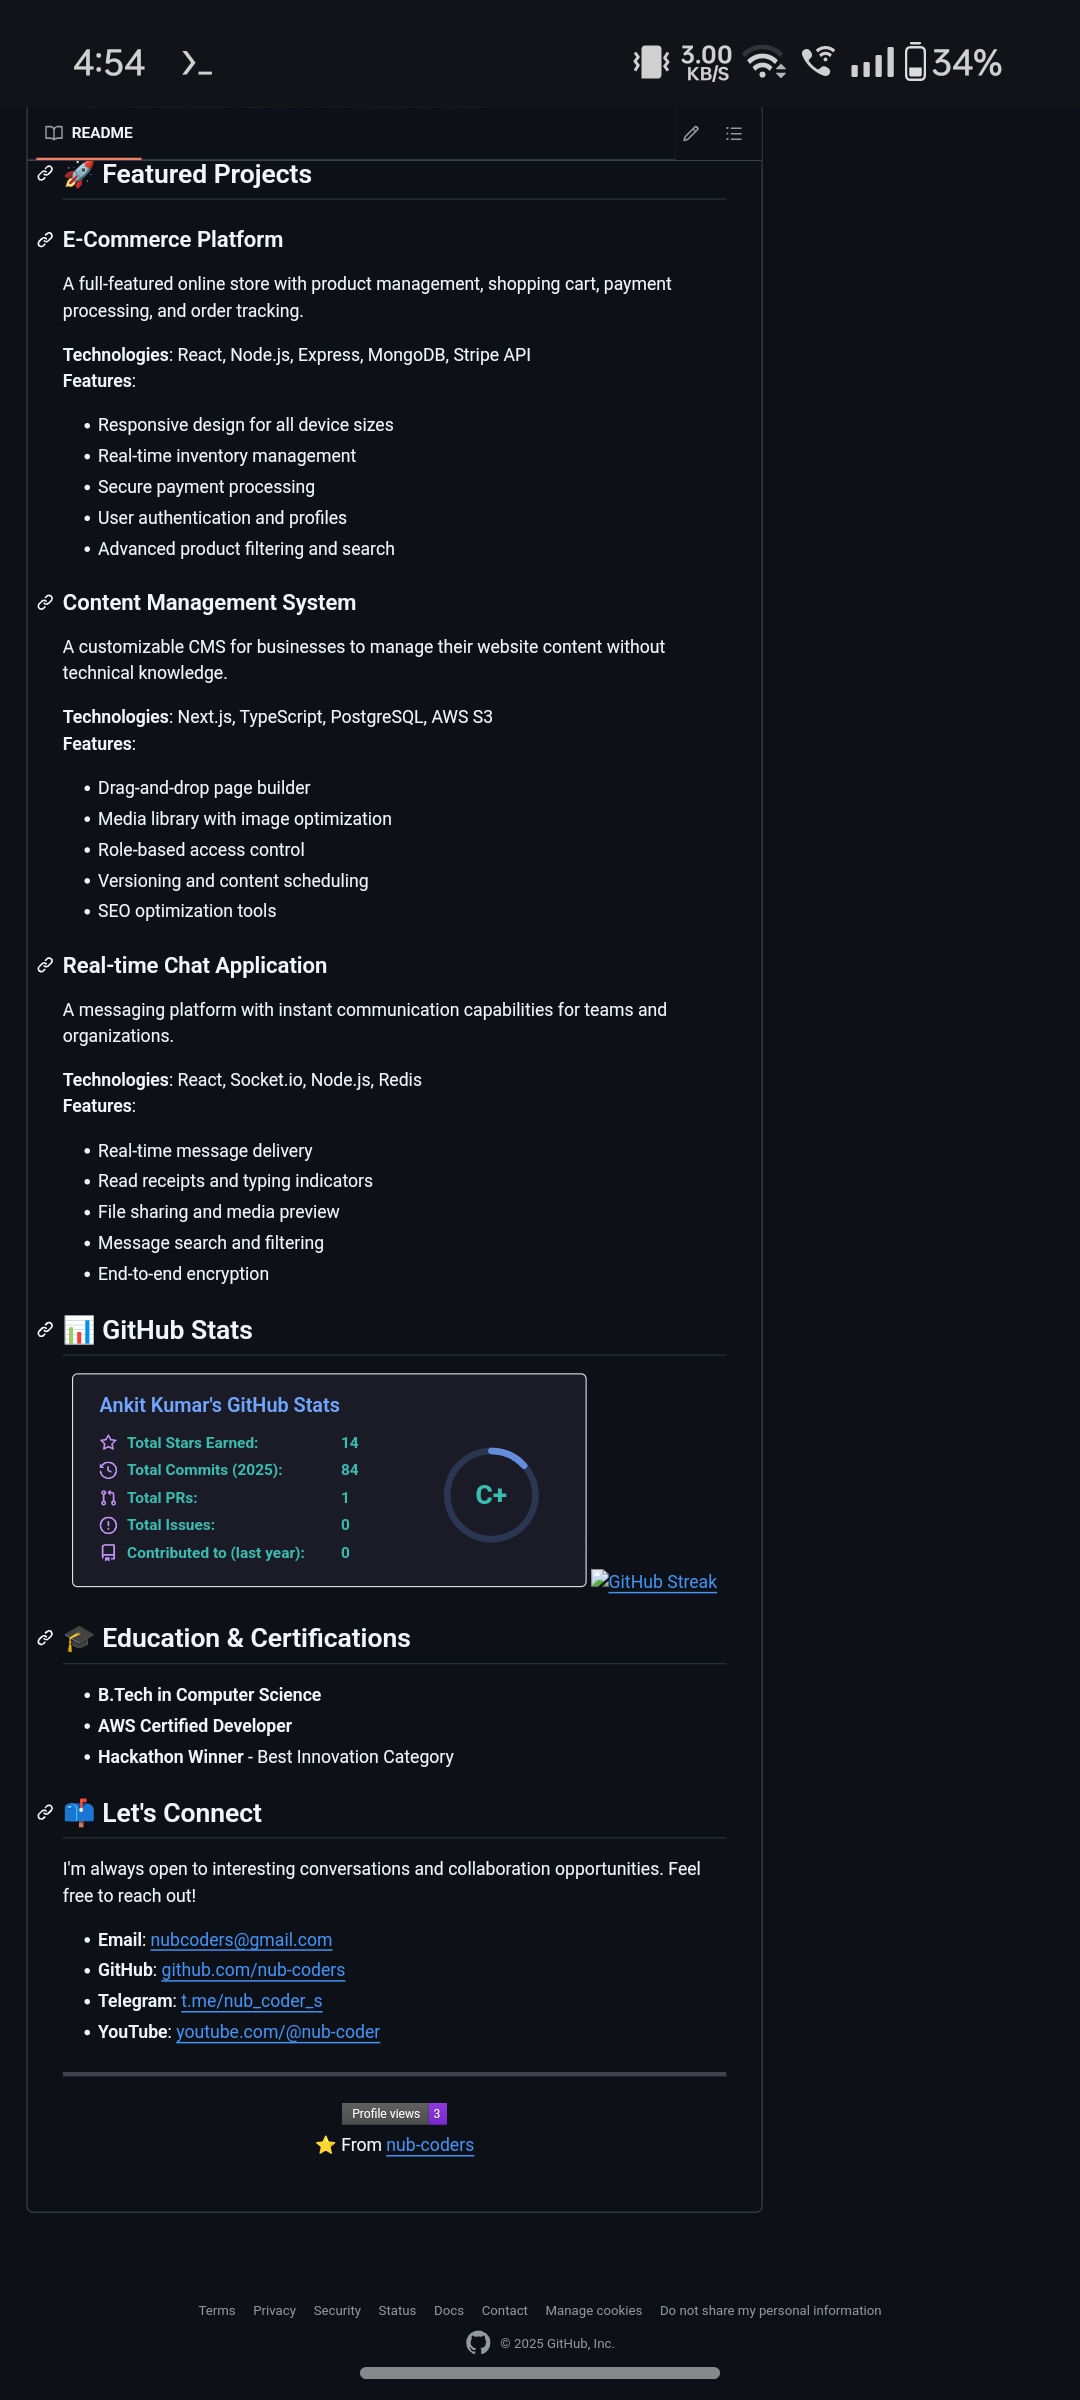 4:54
3.00
KB/S
34%
README
🚀 Featured Projects
E-Commerce Platform
A full-featured online store with product management, shopping cart, payment
processing, and order tracking.
Technologies: React, Node.js, Express, MongoDB, Stripe API
Features:
• Responsive design for all device sizes
• Real-time inventory management
• Secure payment processing
• User authentication and profiles
• Advanced product filtering and search
Content Management System
A customizable CMS for businesses to manage their website content without
technical knowledge.
Technologies: Next.js, TypeScript, PostgreSQL, AWS S3
Features:
• Drag-and-drop page builder
• Media library with image optimization
• Role-based access control
• Versioning and content scheduling
• SEO optimization tools
Real-time Chat Application
A messaging platform with instant communication capabilities for teams and
organizations.
Technologies: React, Socket.io, Node.js, Redis
Features:
• Real-time message delivery
• Read receipts and typing indicators
• File sharing and media preview
• Message search and filtering
• End-to-end encryption
📊 GitHub Stats
Ankit Kumar's GitHub Stats
Total Stars Earned: 14
Total Commits (2025): 84
Total PRs: 1
Total Issues: 0
Contributed to (last year): 0
C+
GitHub Streak
🎓 Education & Certifications
• B.Tech in Computer Science
• AWS Certified Developer
• Hackathon Winner - Best Innovation Category
📫 Let's Connect
I'm always open to interesting conversations and collaboration opportunities. Feel
free to reach out!
• Email: nubcoders@gmail.com
• GitHub: github.com/nub-coders
• Telegram: t.me/nub_coder_s
• YouTube: youtube.com/@nub-coder
Profile views 3
⭐ From nub-coders
Terms Privacy Security Status Docs Contact Manage cookies Do not share my personal information
© 2025 GitHub, Inc.